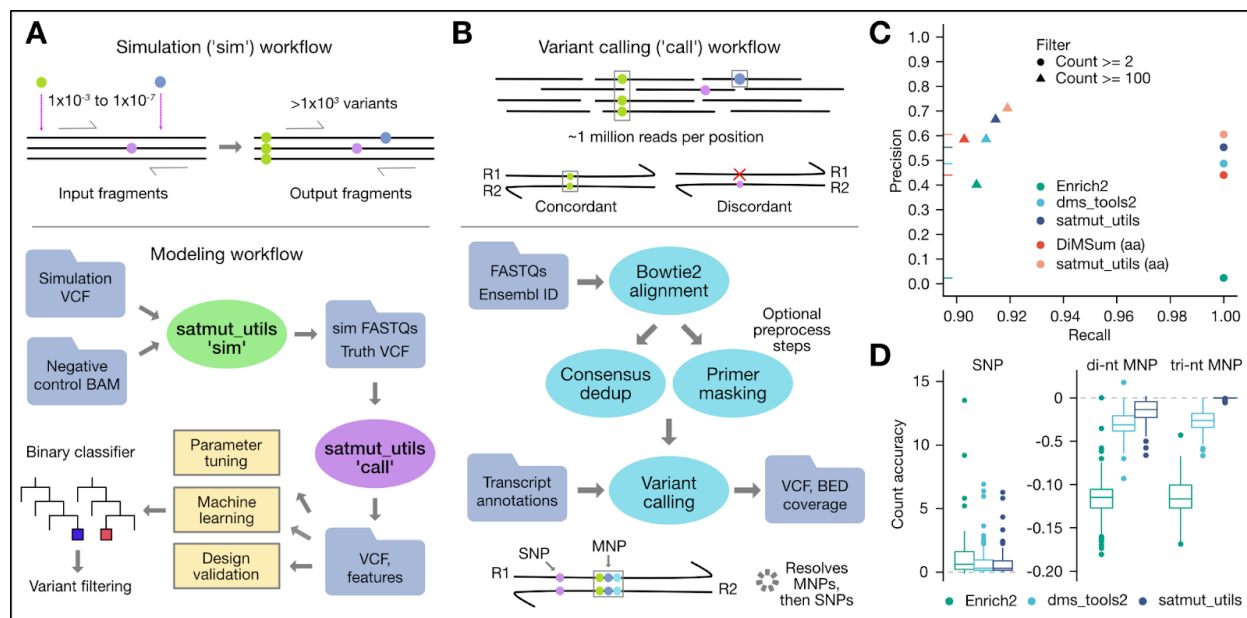 A
Simulation ('sim') workflow
1x10⁻³ to 1x10⁻⁷
>1x10³ variants
Input fragments
Output fragments
Modeling workflow
Simulation
VCF
Negative
control BAM
satmut_utils
'sim'
sim FASTQs
Truth VCF
satmut_utils
'call'
VCF,
features
Parameter
tuning
Machine
learning
Design
validation
Binary classifier
Variant filtering
B
Variant calling ('call') workflow
~1 million reads per position
R1
R2
Concordant
R1
R2
Discordant
FASTQs
Ensembl ID
Bowtie2
alignment
Optional
preprocess
steps
Consensus
dedup
Primer
masking
Transcript
annotations
Variant
calling
VCF, BED
coverage
SNP
MNP
R1
R2
Resolves
MNPs,
then SNPs
C
Filter
Count >= 2
Count >= 100
Precision
1.0
0.9
0.8
0.7
0.6
0.5
0.4
0.3
0.2
0.1
0.0
Enrich2
dms_tools2
satmut_utils
DiMSum (aa)
satmut_utils (aa)
0.90 0.92 0.94 0.96 0.98 1.00
Recall
D
SNP
di-nt MNP
tri-nt MNP
Count accuracy
15
10
5
0
0
-0.5
-0.10
-0.15
-0.20
Enrich2
dms_tools2
satmut_utils